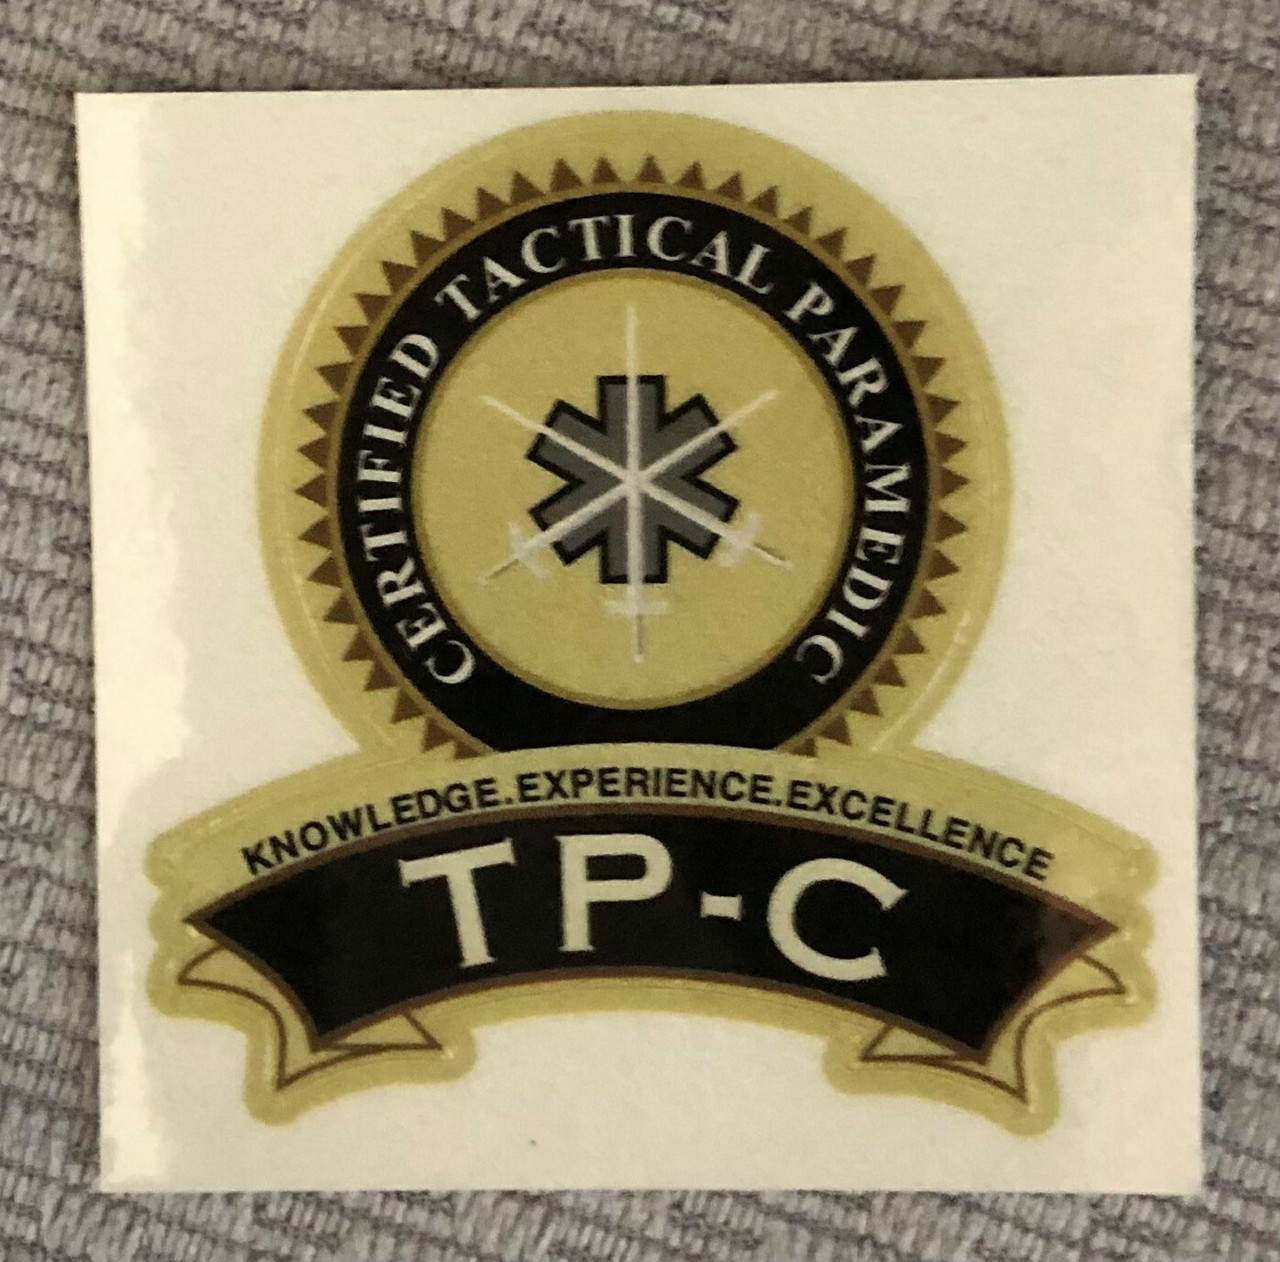 CERTIFIED TACTICAL PARAMEDIC
KNOWLEDGE.EXPERIENCE.EXCELLENCE
TP-C